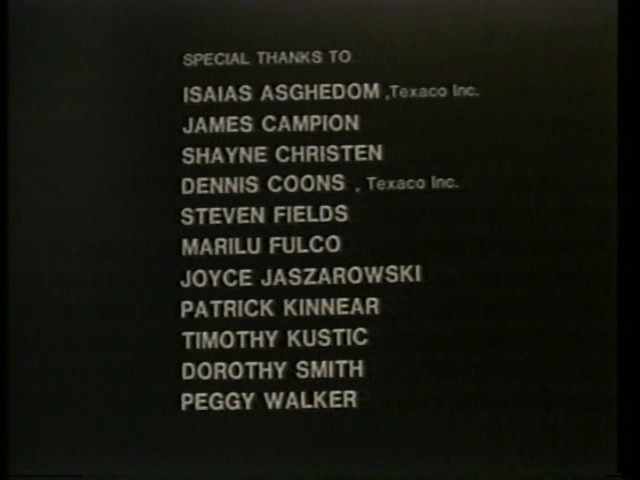 SPECIAL THANKS TO
ISAIAS ASGHEDOM ,Texaco Inc.
JAMES CAMPION
SHAYNE CHRISTEN
DENNIS COONS , Texaco Inc.
STEVEN FIELDS
MARILU FULCO
JOYCE JASZAROWSKI
PATRICK KINNEAR
TIMOTHY KUSTIC
DOROTHY SMITH
PEGGY WALKER